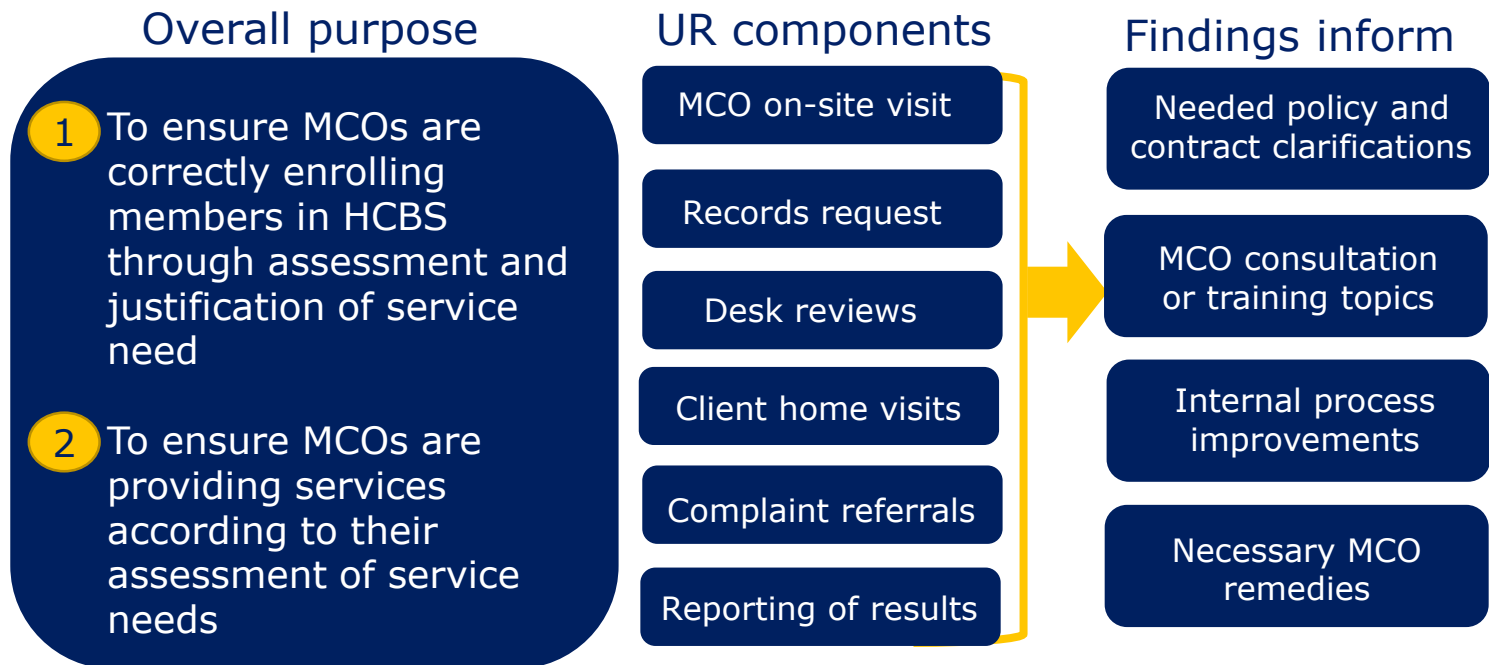 Overall purpose
1
To ensure MCOs are
correctly enrolling
members in HCBS
through assessment and
justification of service
need
2
To ensure MCOs are
providing services
according to their
assessment of service
needs
UR components
MCO on-site visit
Records request
Desk reviews
Client home visits
Complaint referrals
Reporting of results
Findings inform
Needed policy and
contract clarifications
MCO consultation
or training topics
Internal process
improvements
Necessary MCO
remedies